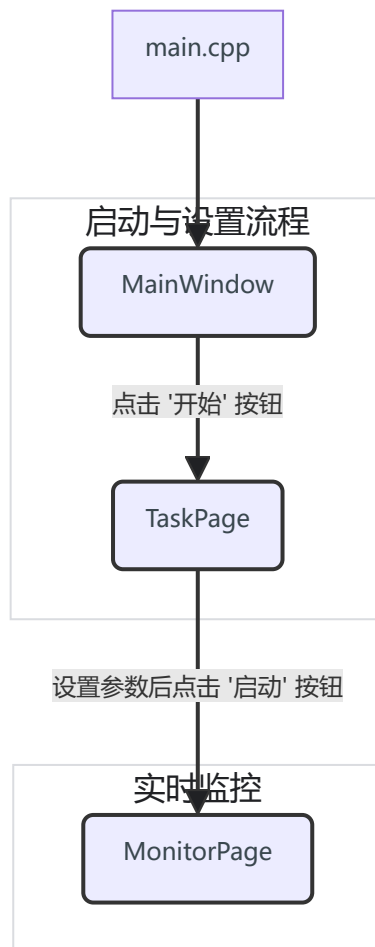 main.cpp
启动与设置流程
MainWindow
点击 '开始' 按钮
TaskPage
设置参数后点击 '启动' 按钮
实时监控
MonitorPage